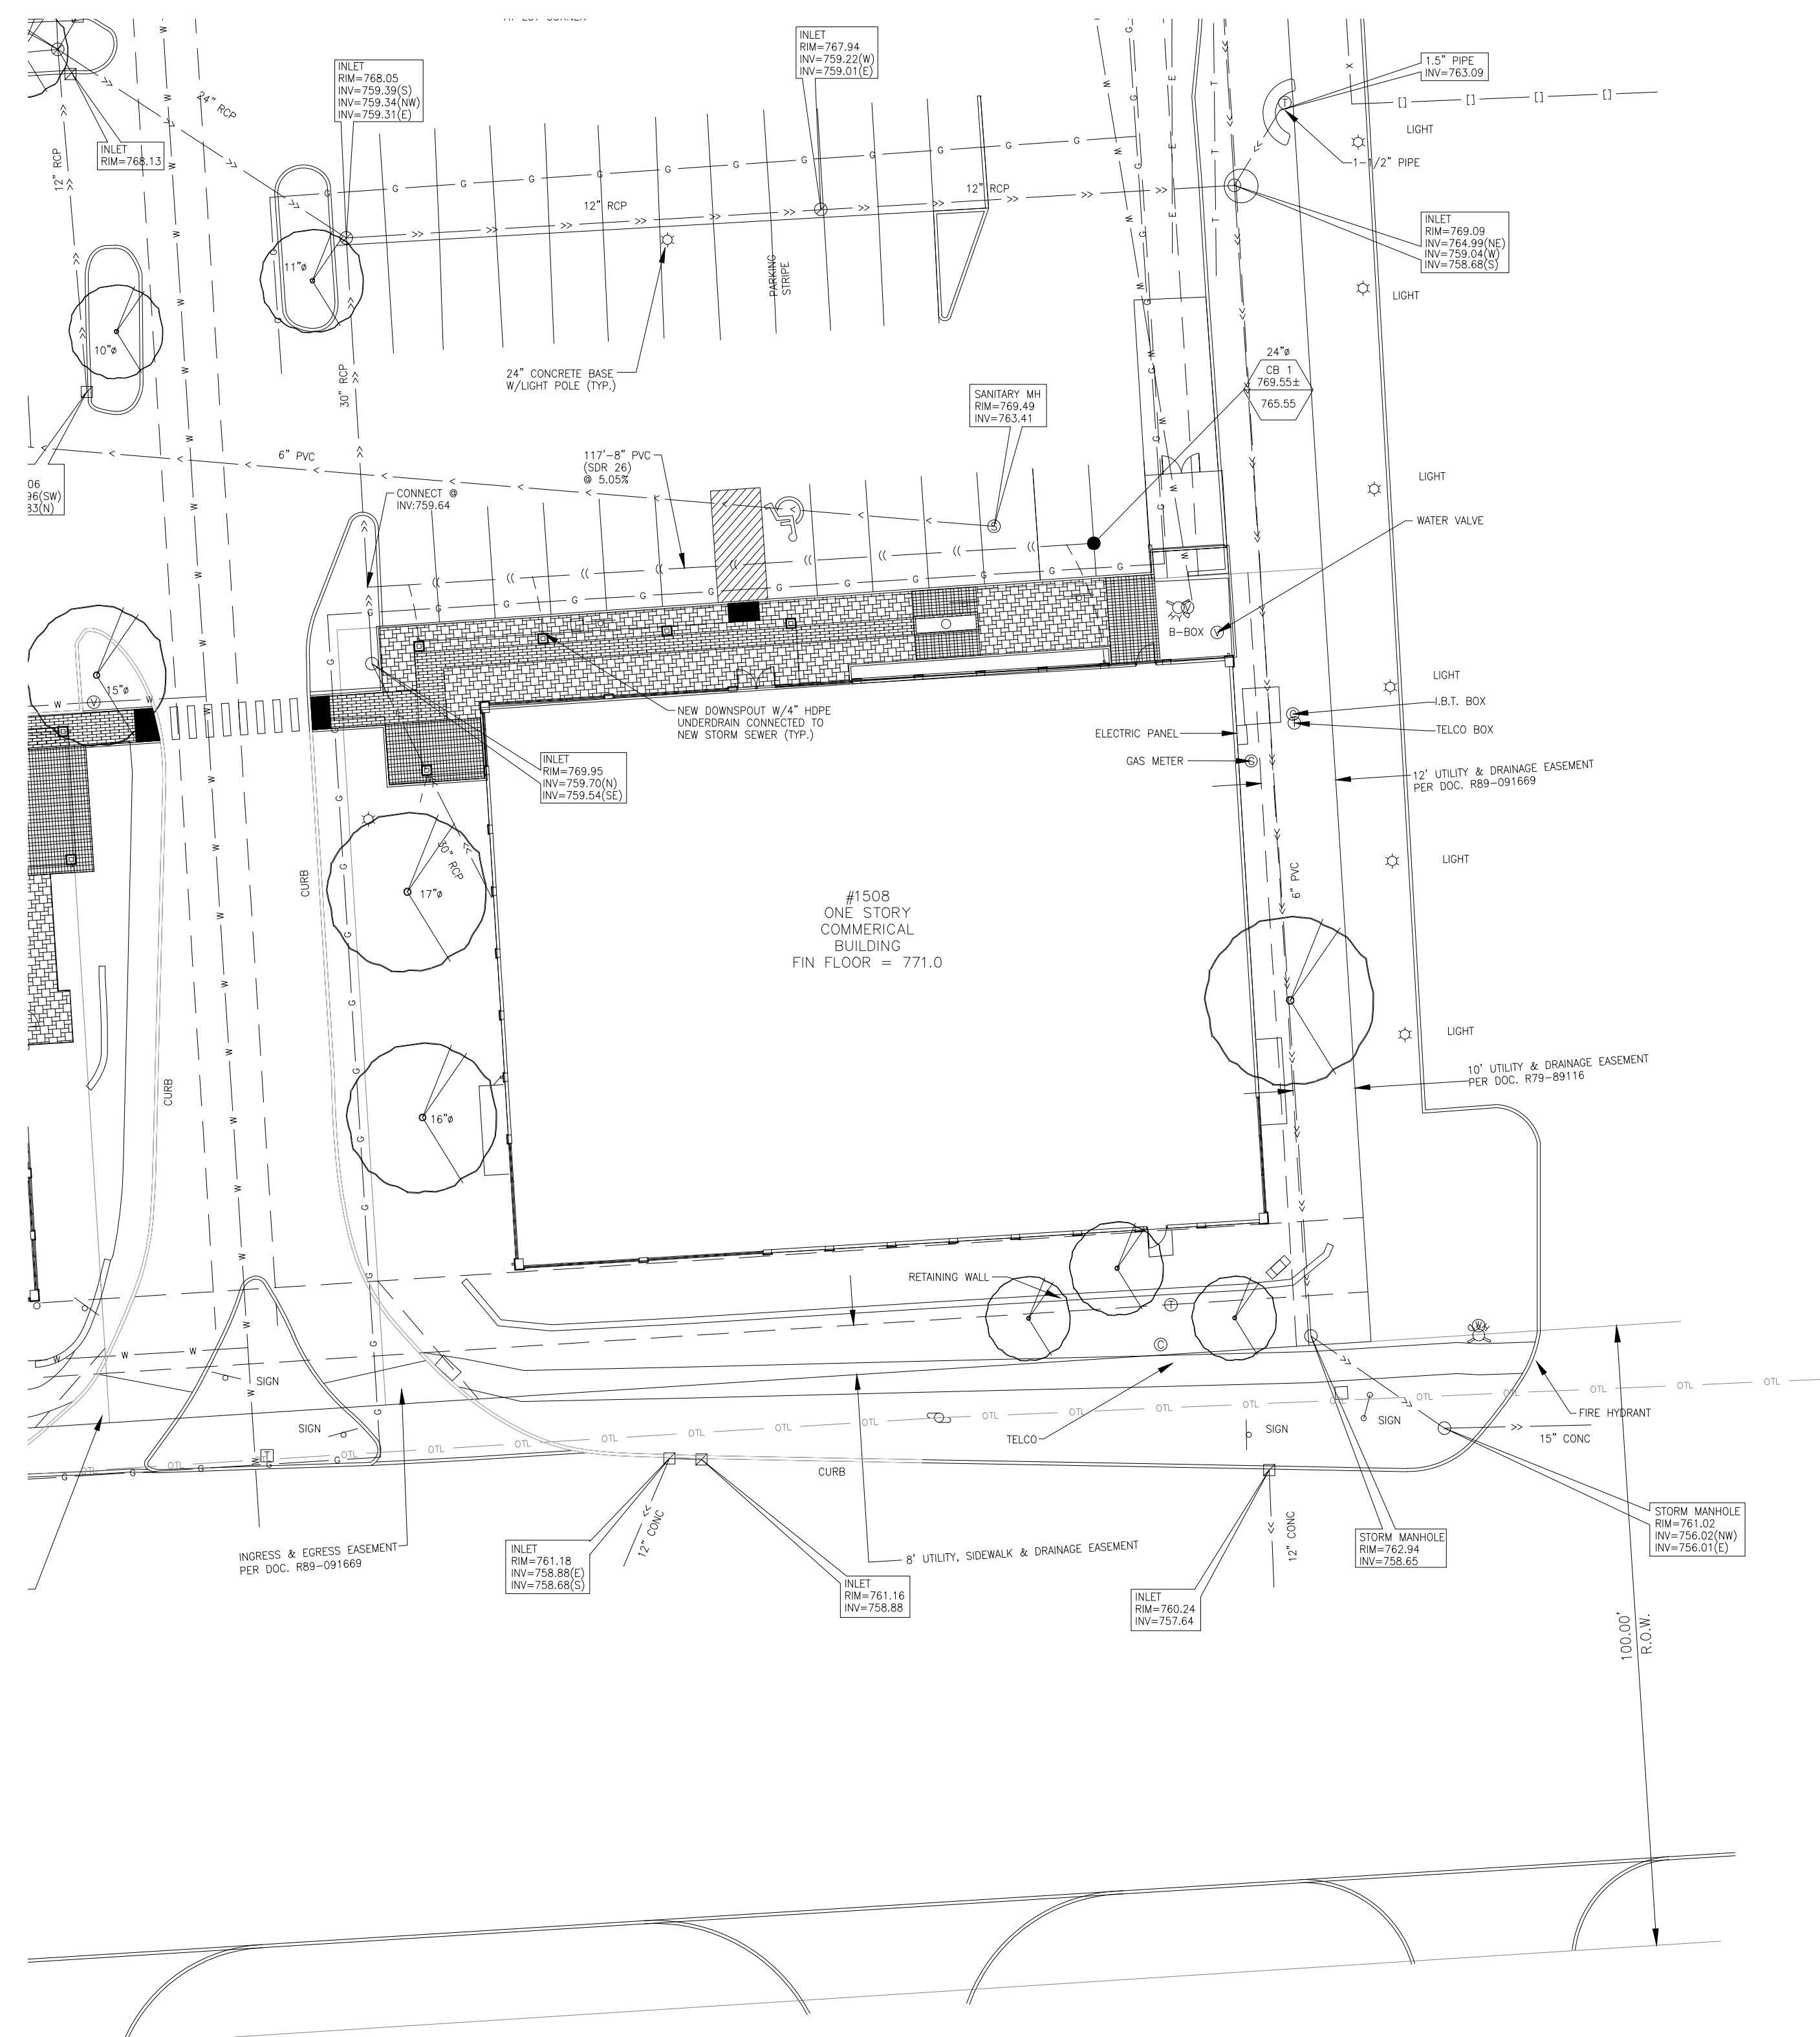 INLET
RIM=767.94
INV=759.22(W)
INV=759.01(E)
INLET
RIM=768.05
INV=759.39(S)
INV=759.34(NW)
INV=759.31(E)
1.5" PIPE
INV=763.09
LIGHT
1-1/2" PIPE
24" RCP
INLET
RIM=768.13
12" RCP
12" RCP
12" RCP
INLET
RIM=769.09
INV=764.99(NE)
INV=759.04(W)
INV=758.68(S)
11"ø
PARKING
STRIPE
LIGHT
10"ø
30" RCP
24" CONCRETE BASE
W/LIGHT POLE (TYP.)
24"ø
CB 1
769.55±
765.55
SANITARY MH
RIM=769.49
INV=763.41
6" PVC
117'-8" PVC
(SDR 26)
@ 5.05%
LIGHT
06
96(SW)
83(N)
CONNECT @
INV:759.64
WATER VALVE
B-BOX
LIGHT
15"ø
I.B.T. BOX
NEW DOWNSPOUT W/4" HDPE
UNDERDRAIN CONNECTED TO
NEW STORM SEWER (TYP.)
ELECTRIC PANEL
TELCO BOX
GAS METER
INLET
RIM=769.95
INV=759.70(N)
INV=759.54(SE)
12' UTILITY & DRAINAGE EASEMENT
PER DOC. R89-091669
30" RCP
LIGHT
CURB
17"ø
6" PVC
#1508
ONE STORY
COMMERICAL
BUILDING
FIN FLOOR = 771.0
LIGHT
10' UTILITY & DRAINAGE EASEMENT
PER DOC. R79-89116
CURB
16"ø
RETAINING WALL
SIGN
SIGN
TELCO
SIGN
SIGN
FIRE HYDRANT
15" CONC
CURB
12" CONC
12" CONC
INGRESS & EGRESS EASEMENT
PER DOC. R89-091669
INLET
RIM=761.18
INV=758.88(E)
INV=758.68(S)
8' UTILITY, SIDEWALK & DRAINAGE EASEMENT
INLET
RIM=761.16
INV=758.88
INLET
RIM=760.24
INV=757.64
STORM MANHOLE
RIM=762.94
INV=758.65
STORM MANHOLE
RIM=761.02
INV=756.02(NW)
INV=756.01(E)
100.00'
R.O.W.